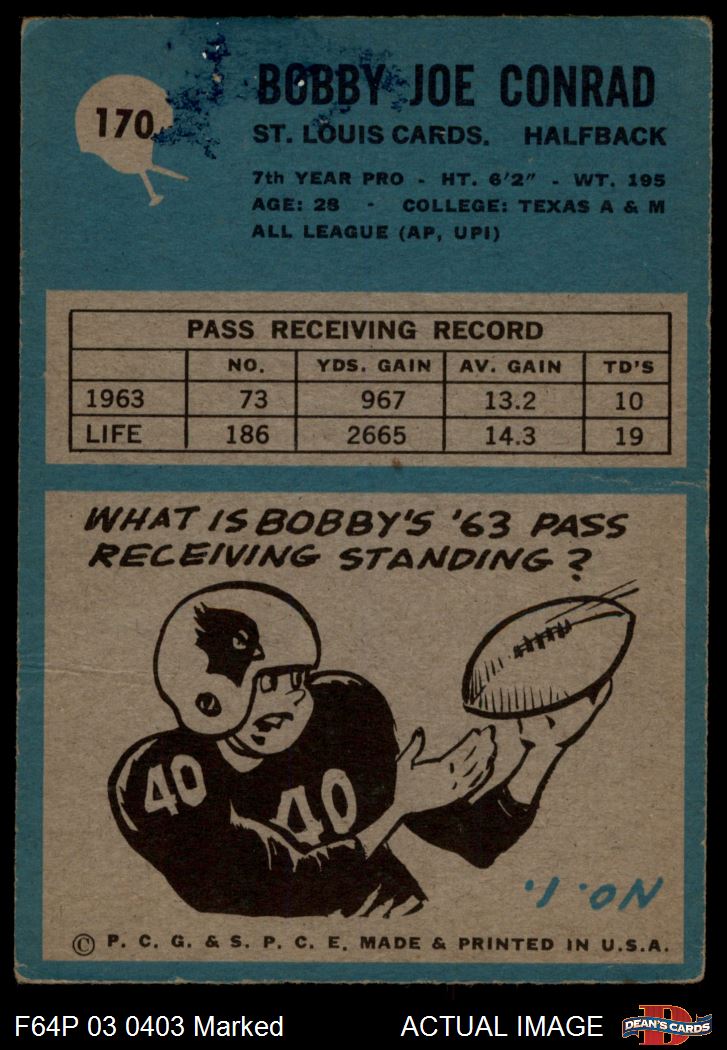 170
BOBBY JOE CONRAD
ST. LOUIS CARDS. HALFBACK
7th YEAR PRO - HT. 6'2" - WT. 195
AGE: 28 - COLLEGE: TEXAS A & M
ALL LEAGUE (AP, UPI)
PASS RECEIVING RECORD
NO. YDS. GAIN AV. GAIN TD'S
1963 73 967 13.2 10
LIFE 186 2665 14.3 19
WHAT IS BOBBY'S '63 PASS
RECEIVING STANDING?
40 40
NO. 1.
© P. C. G. & S. P. C. E. MADE & PRINTED IN U.S.A.
F64P 03 0403 Marked ACTUAL IMAGE
D
DEAN'S CARDS